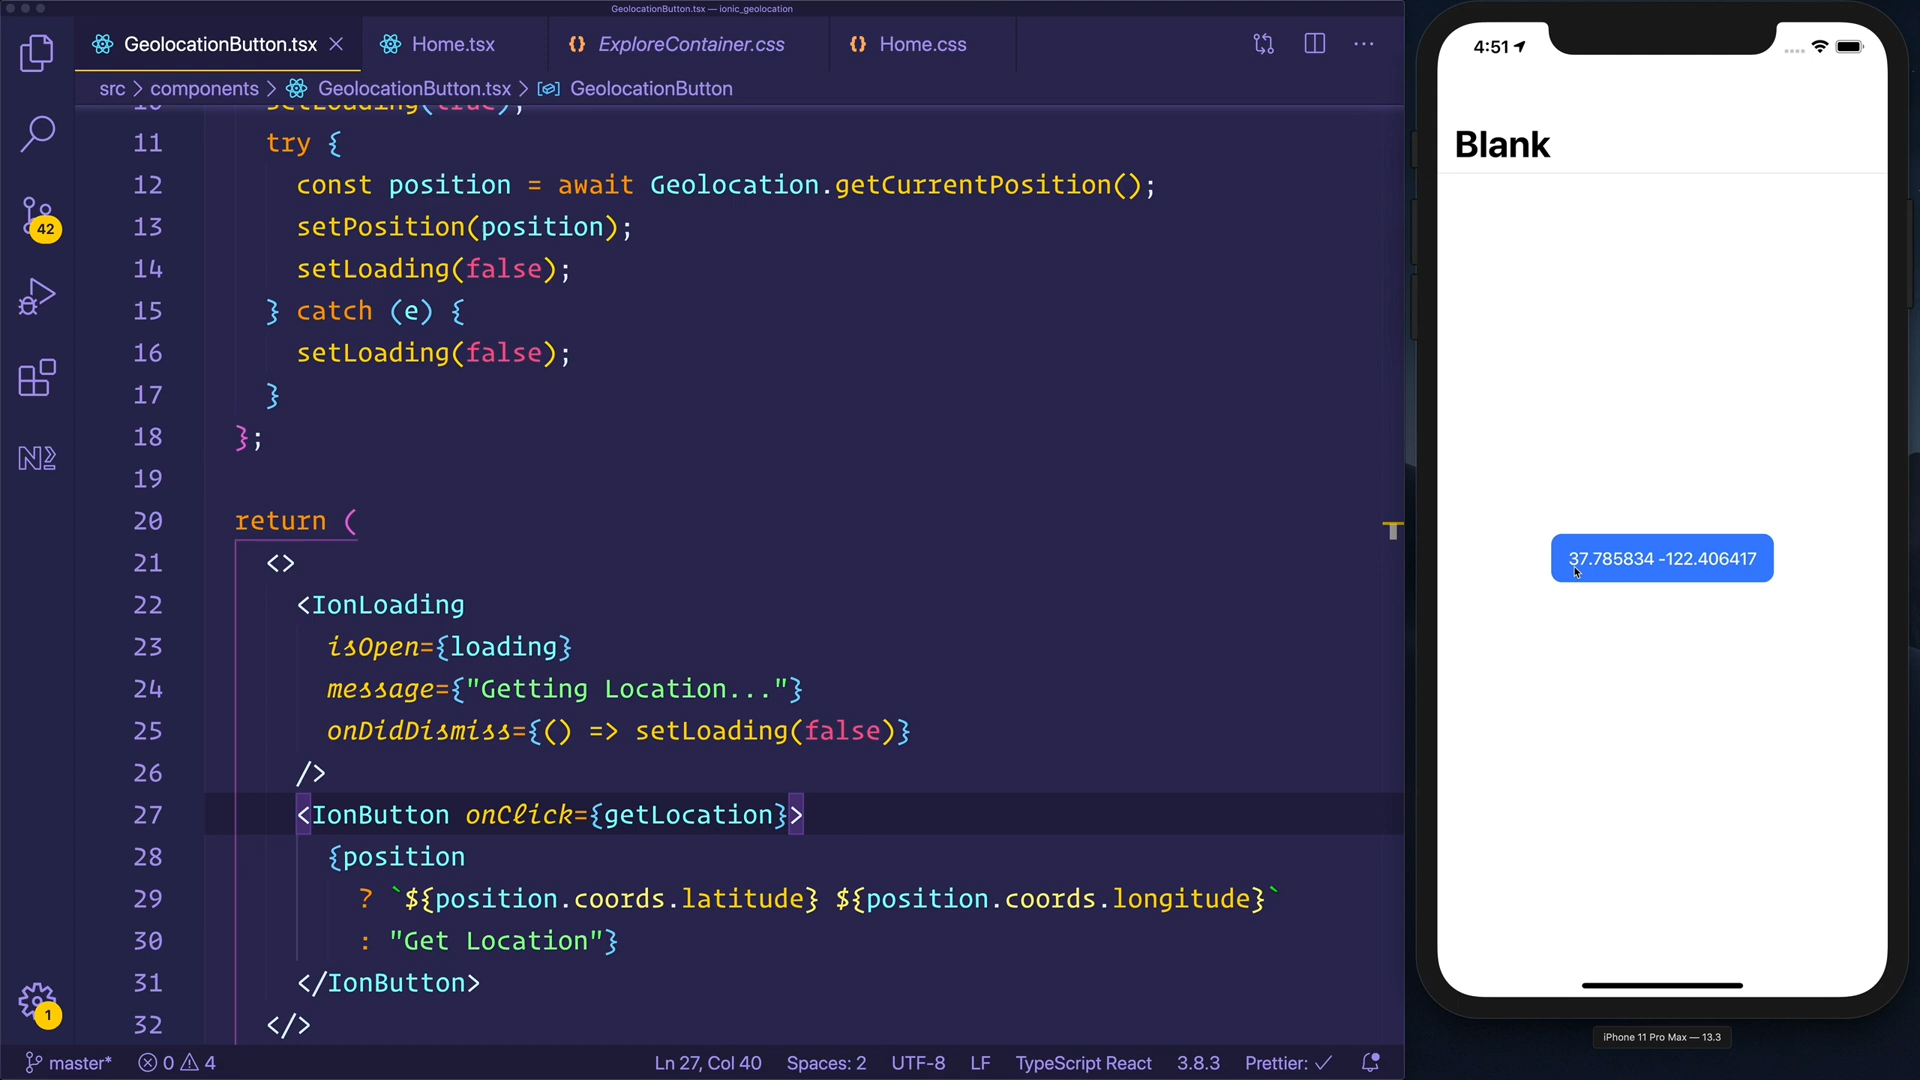 GeolocationButton.tsx — ionic_geolocation
GeolocationButton.tsx
Home.tsx
{} ExploreContainer.css
{} Home.css
src > components > GeolocationButton.tsx > GeolocationButton
10 setLoading(true);
11 try {
12 const position = await Geolocation.getCurrentPosition();
13 setPosition(position);
14 setLoading(false);
15 } catch (e) {
16 setLoading(false);
17 }
18 };
19
20 return (
21 <>
22 <IonLoading
23 isOpen={loading}
24 message={"Getting Location..."}
25 onDidDismiss={() => setLoading(false)}
26 />
27 <IonButton onClick={getLocation}>
28 {position
29 ? `${position.coords.latitude} ${position.coords.longitude}`
30 : "Get Location"}
31 </IonButton>
32 </>
42
1
master* 0 4 Ln 27, Col 40 Spaces: 2 UTF-8 LF TypeScript React 3.8.3 Prettier: ✓
4:51
Blank
37.785834 -122.406417
iPhone 11 Pro Max — 13.3